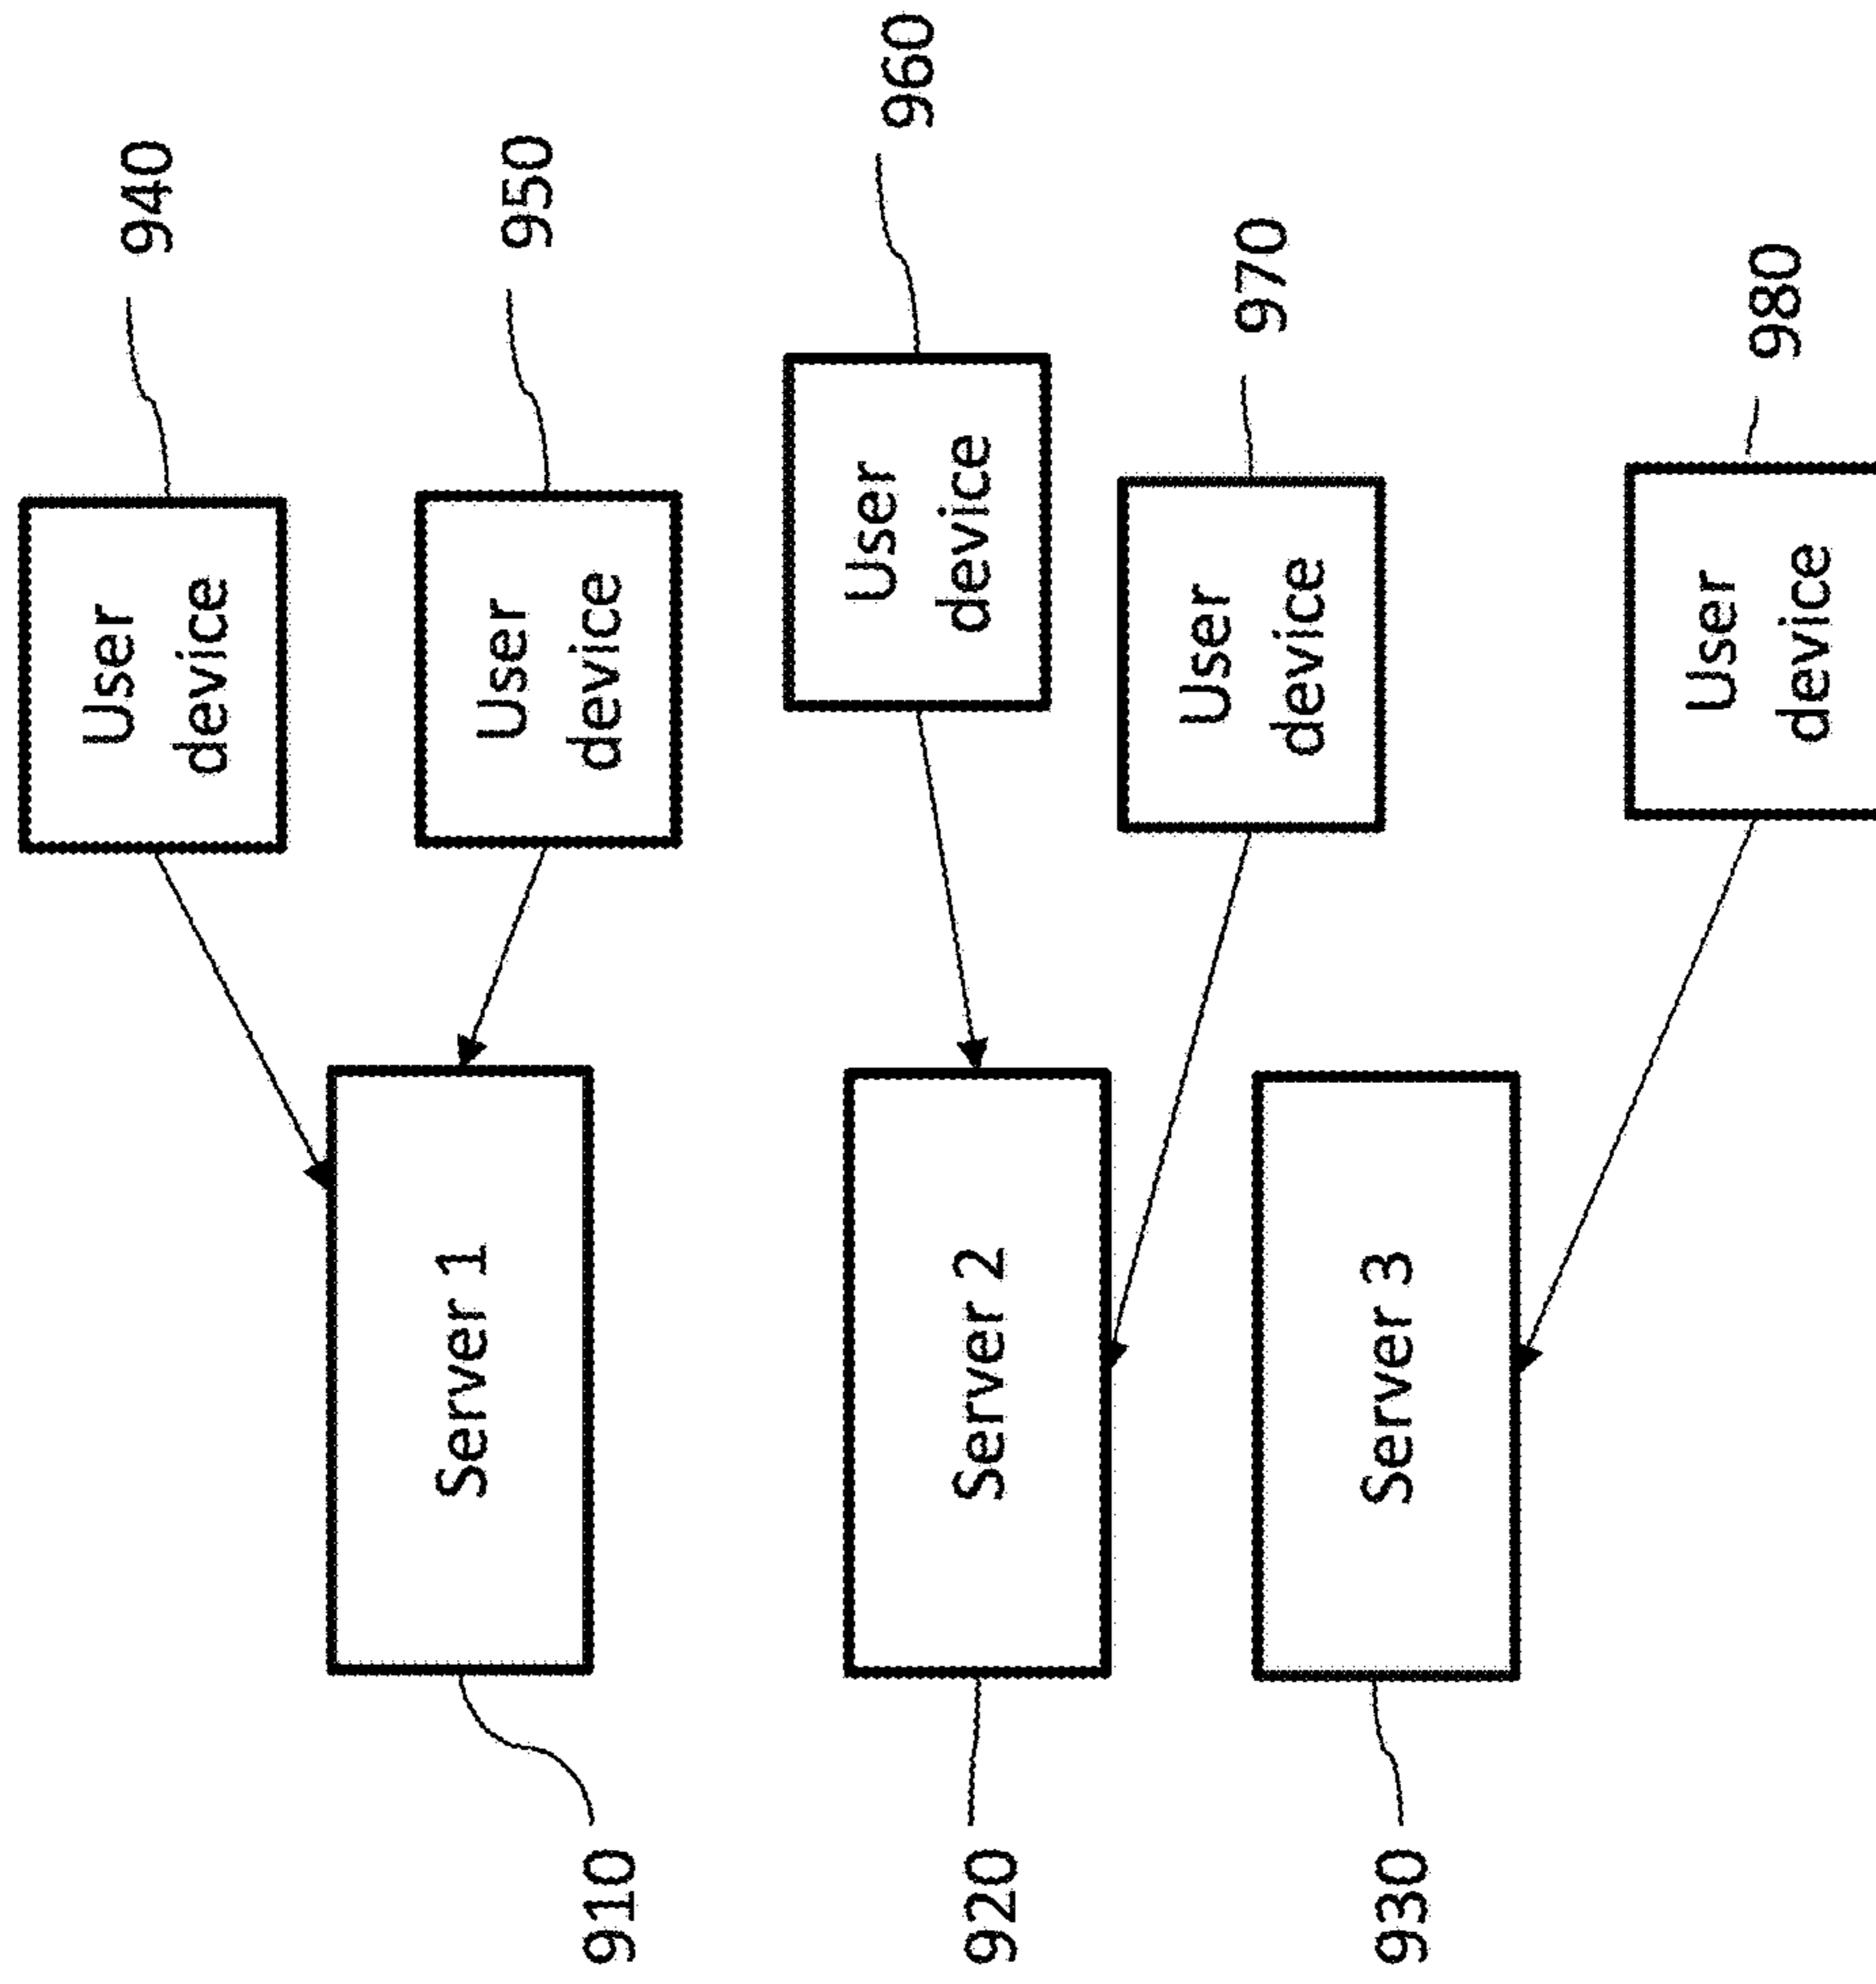 940
User
device
950
User
device
960
User
device
970
User
device
980
User
device
Server 1
910
Server 2
920
Server 3
930